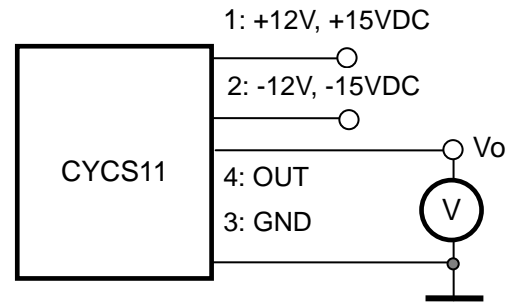 1: +12V, +15VDC
2: -12V, -15VDC
Vo
CYCS11
4: OUT
V
3: GND